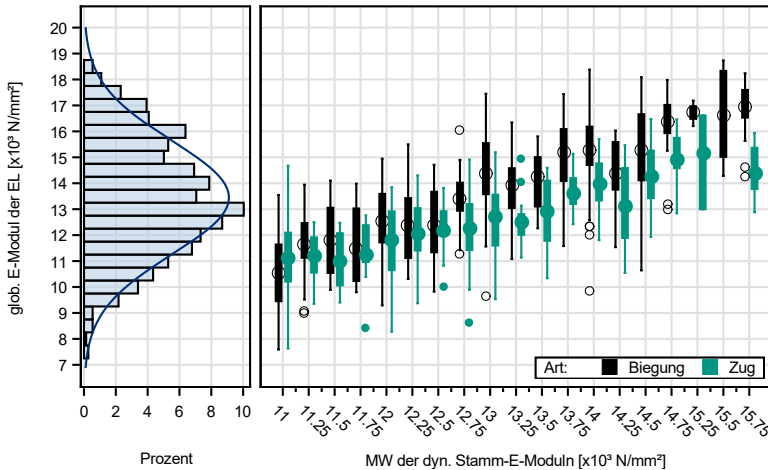 glob. E-Modul der EL [x10³ N/mm²]
20
19
18
17
16
15
14
13
12
11
10
9
8
7
0 2 4 6 8 10
Prozent
11 11.25 11.5 11.75 12 12.25 12.5 12.75 13 13.25 13.5 13.75 14 14.25 14.5 14.75 15.25 15.5 15.75
MW der dyn. Stamm-E-Moduln [x10³ N/mm²]
Art: Biegung Zug